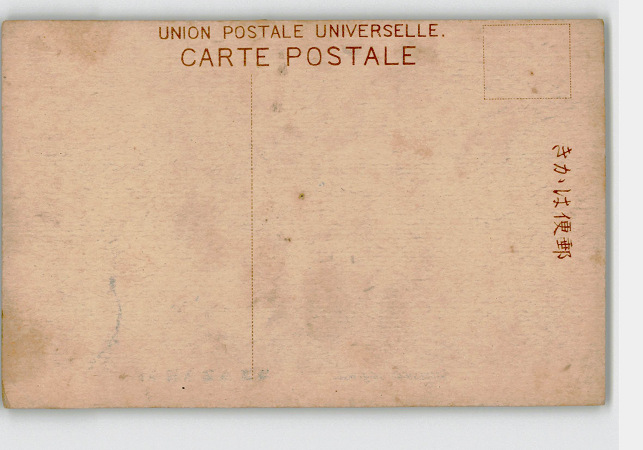 UNION POSTALE UNIVERSELLE.
CARTE POSTALE
きかは便郵